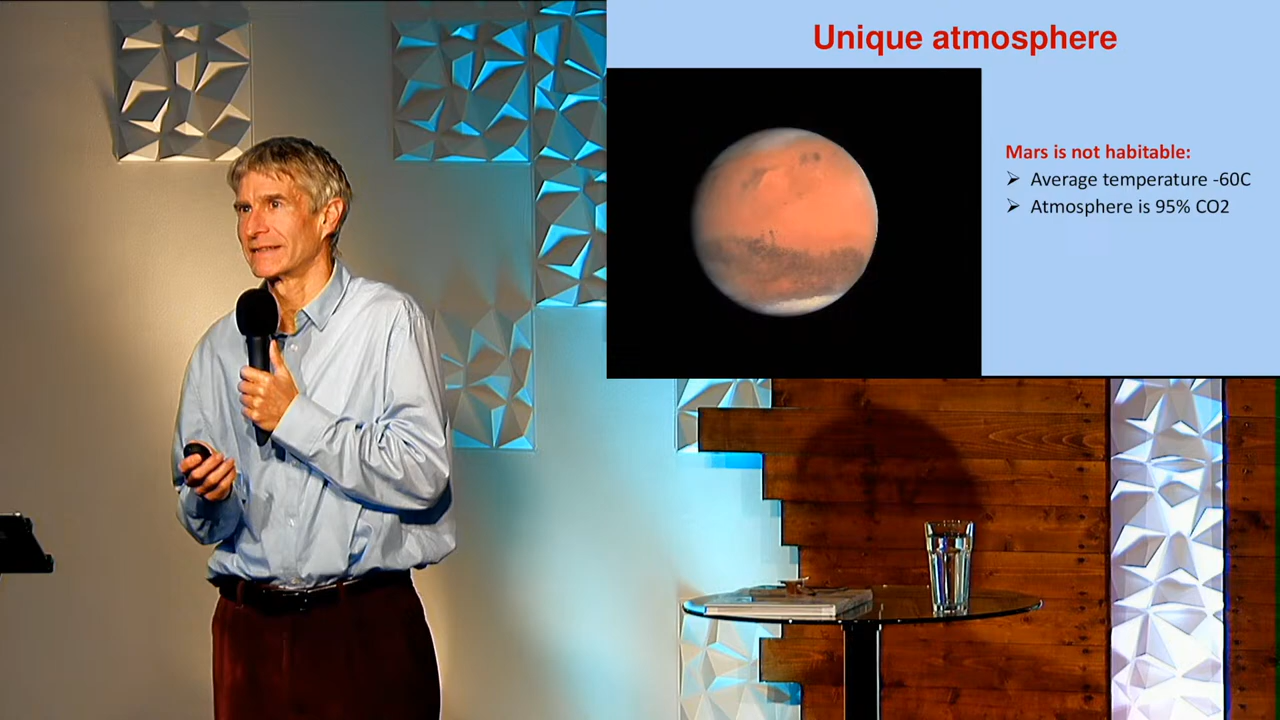 Unique atmosphere
Mars is not habitable:
➢ Average temperature -60C
➢ Atmosphere is 95% CO2